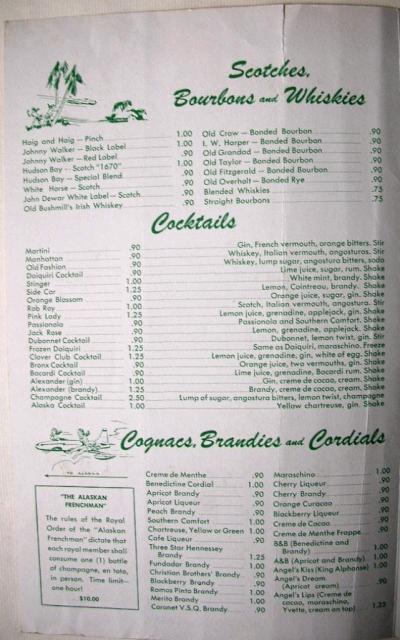 Scotches,
Bourbons and Whiskies
Haig and Haig — Pinch 1.00
Johnny Walker — Black Label 1.00
Johnny Walker — Red Label .90
Hudson Bay - Scotch "1670" 1.00
Hudson Bay — Special Blend .90
White Horse — Scotch .90
John Dewar White Label — Scotch .90
Old Bushmill's Irish Whiskey .90
Old Crow — Bonded Bourbon .90
I. W. Harper — Bonded Bourbon .90
Old Grandad — Bonded Bourbon .90
Old Taylor — Bonded Bourbon .90
Old Fitzgerald — Bonded Bourbon .90
Old Overholt — Bonded Rye .90
Blended Whiskies .75
Straight Bourbons .75
Cocktails
Martini .90 Gin, French vermouth, orange bitters. Stir
Manhattan .90 Whiskey, Italian vermouth, angosturas. Stir
Old Fashion .90 Whiskey, lump sugar, angostura bitters, soda
Daiquiri Cocktail .90 Lime juice, sugar, rum. Shake
Stinger 1.00 White mint, brandy. Shake
Side Car 1.25 Lemon, Cointreau, brandy. Shake
Orange Blossom .90 Orange juice, sugar, gin. Shake
Rob Roy 1.00 Scotch, Italian vermouth, angostura. Stir
Pink Lady 1.25 Lemon juice, grenadine, applejack, gin. Shake
Passionola .90 Passionola and Southern Comfort. Shake
Jack Rose .90 Lemon, grenadine, applejack. Shake
Dubonnet Cocktail .90 Dubonnet, lemon twist, gin. Stir
Frozen Daiquiri 1.25 Same as Daiquiri, maraschino. Freeze
Clover Club Cocktail 1.25 Lemon juice, grenadine, gin, white of egg. Shake
Bronx Cocktail .90 Orange juice, two vermouths, gin. Shake
Bacardi Cocktail .90 Lime juice, grenadine, Bacardi rum. Shake
Alexander (gin) 1.00 Gin, creme de cocao, cream. Shake
Alexander (brandy) 1.25 Brandy, creme de cocao, cream. Shake
Champagne Cocktail 2.50 Lump of sugar, angostura bitters, lemon twist, champagne
Alaska Cocktail 1.00 Yellow chartreuse, gin. Shake
Cognacs, Brandies and Cordials
TO ALASKA
"THE ALASKAN
FRENCHMAN"
The rules of the Royal
Order of the "Alaskan
Frenchman" dictate that
each royal member shall
consume one (1) bottle
of champagne, en toto,
in person. Time limit—
one hour!
$10.00
Creme de Menthe .90
Benedictine Cordial 1.00
Apricot Brandy .90
Apricot Liqueur .90
Peach Brandy .90
Southern Comfort 1.00
Chartreuse, Yellow or Green 1.00
Cafe Liqueur .90
Three Star Hennessey
Brandy 1.25
Fundador Brandy 1.00
Christian Brothers' Brandy .90
Blackberry Brandy .90
Ramos Pinto Brandy 1.00
Merito Brandy 1.00
Coronet V.S.Q. Brandy .90
Maraschino 1.00
Cherry Liqueur .90
Cherry Brandy .90
Orange Curacao .90
Blackberry Liqueur .90
Creme de Cacao .90
Creme de Menthe Frappe .90
B&B (Benedictine and
Brandy) 1.00
A&B (Apricot and Brandy) 1.00
Angel's Kiss (King Alphonse) 1.00
Angel's Dream
(Apricot cream) .90
Angel's Lips (Creme de
cocao, maraschino,
Yvette, cream on top)